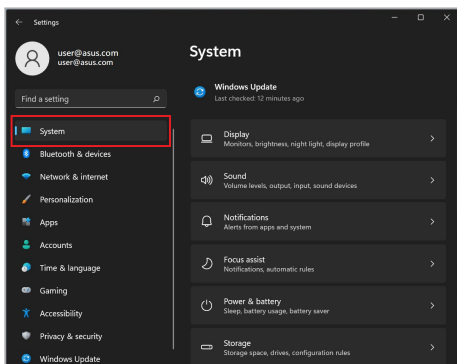 Settings
user@asus.com
user@asus.com
Find a setting
System
Bluetooth & devices
Network & internet
Personalization
Apps
Accounts
Time & language
Gaming
Accessibility
Privacy & security
Windows Update
System
Windows Update
Last checked: 12 minutes ago
Display
Monitors, brightness, night light, display profile
Sound
Volume levels, output, input, sound devices
Notifications
Alerts from apps and system
Focus assist
Notifications, automatic rules
Power & battery
Sleep, battery usage, battery saver
Storage
Storage space, drives, configuration rules